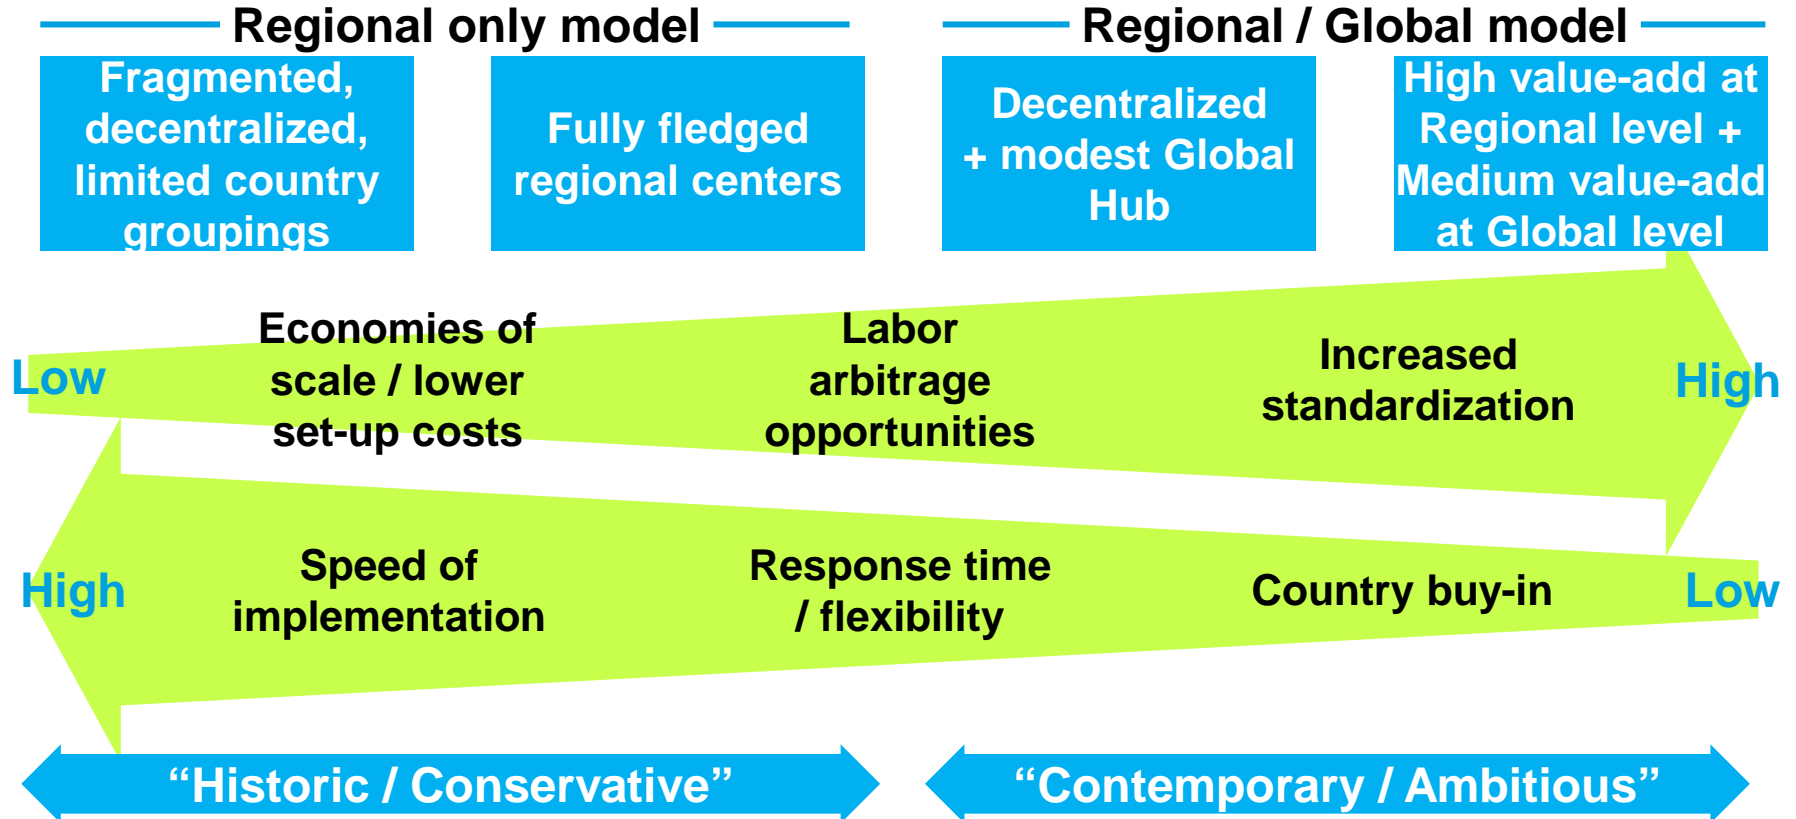 Regional only model
Regional / Global model
Fragmented,
decentralized,
limited country
groupings
Fully fledged
regional centers
Decentralized
+ modest Global
Hub
High value-add at
Regional level +
Medium value-add
at Global level
Low
Economies of
scale / lower
set-up costs
Labor
arbitrage
opportunities
Increased
standardization
High
High
Speed of
implementation
Response time
/ flexibility
Country buy-in
Low
“Historic / Conservative”
“Contemporary / Ambitious”